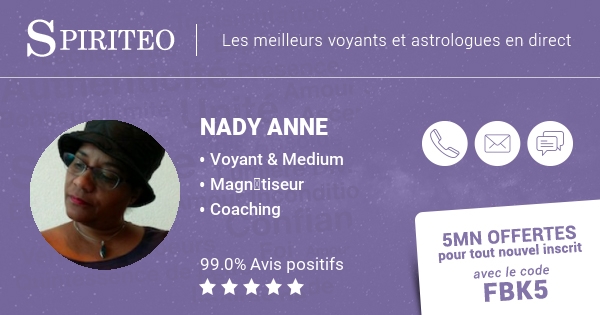 SPIRITEO
Les meilleurs voyants et astrologues en direct
NADY ANNE
• Voyant & Medium
• Magn▯tiseur
• Coaching
99.0% Avis positifs
5MN OFFERTES
pour tout nouvel inscrit
avec le code
FBK5